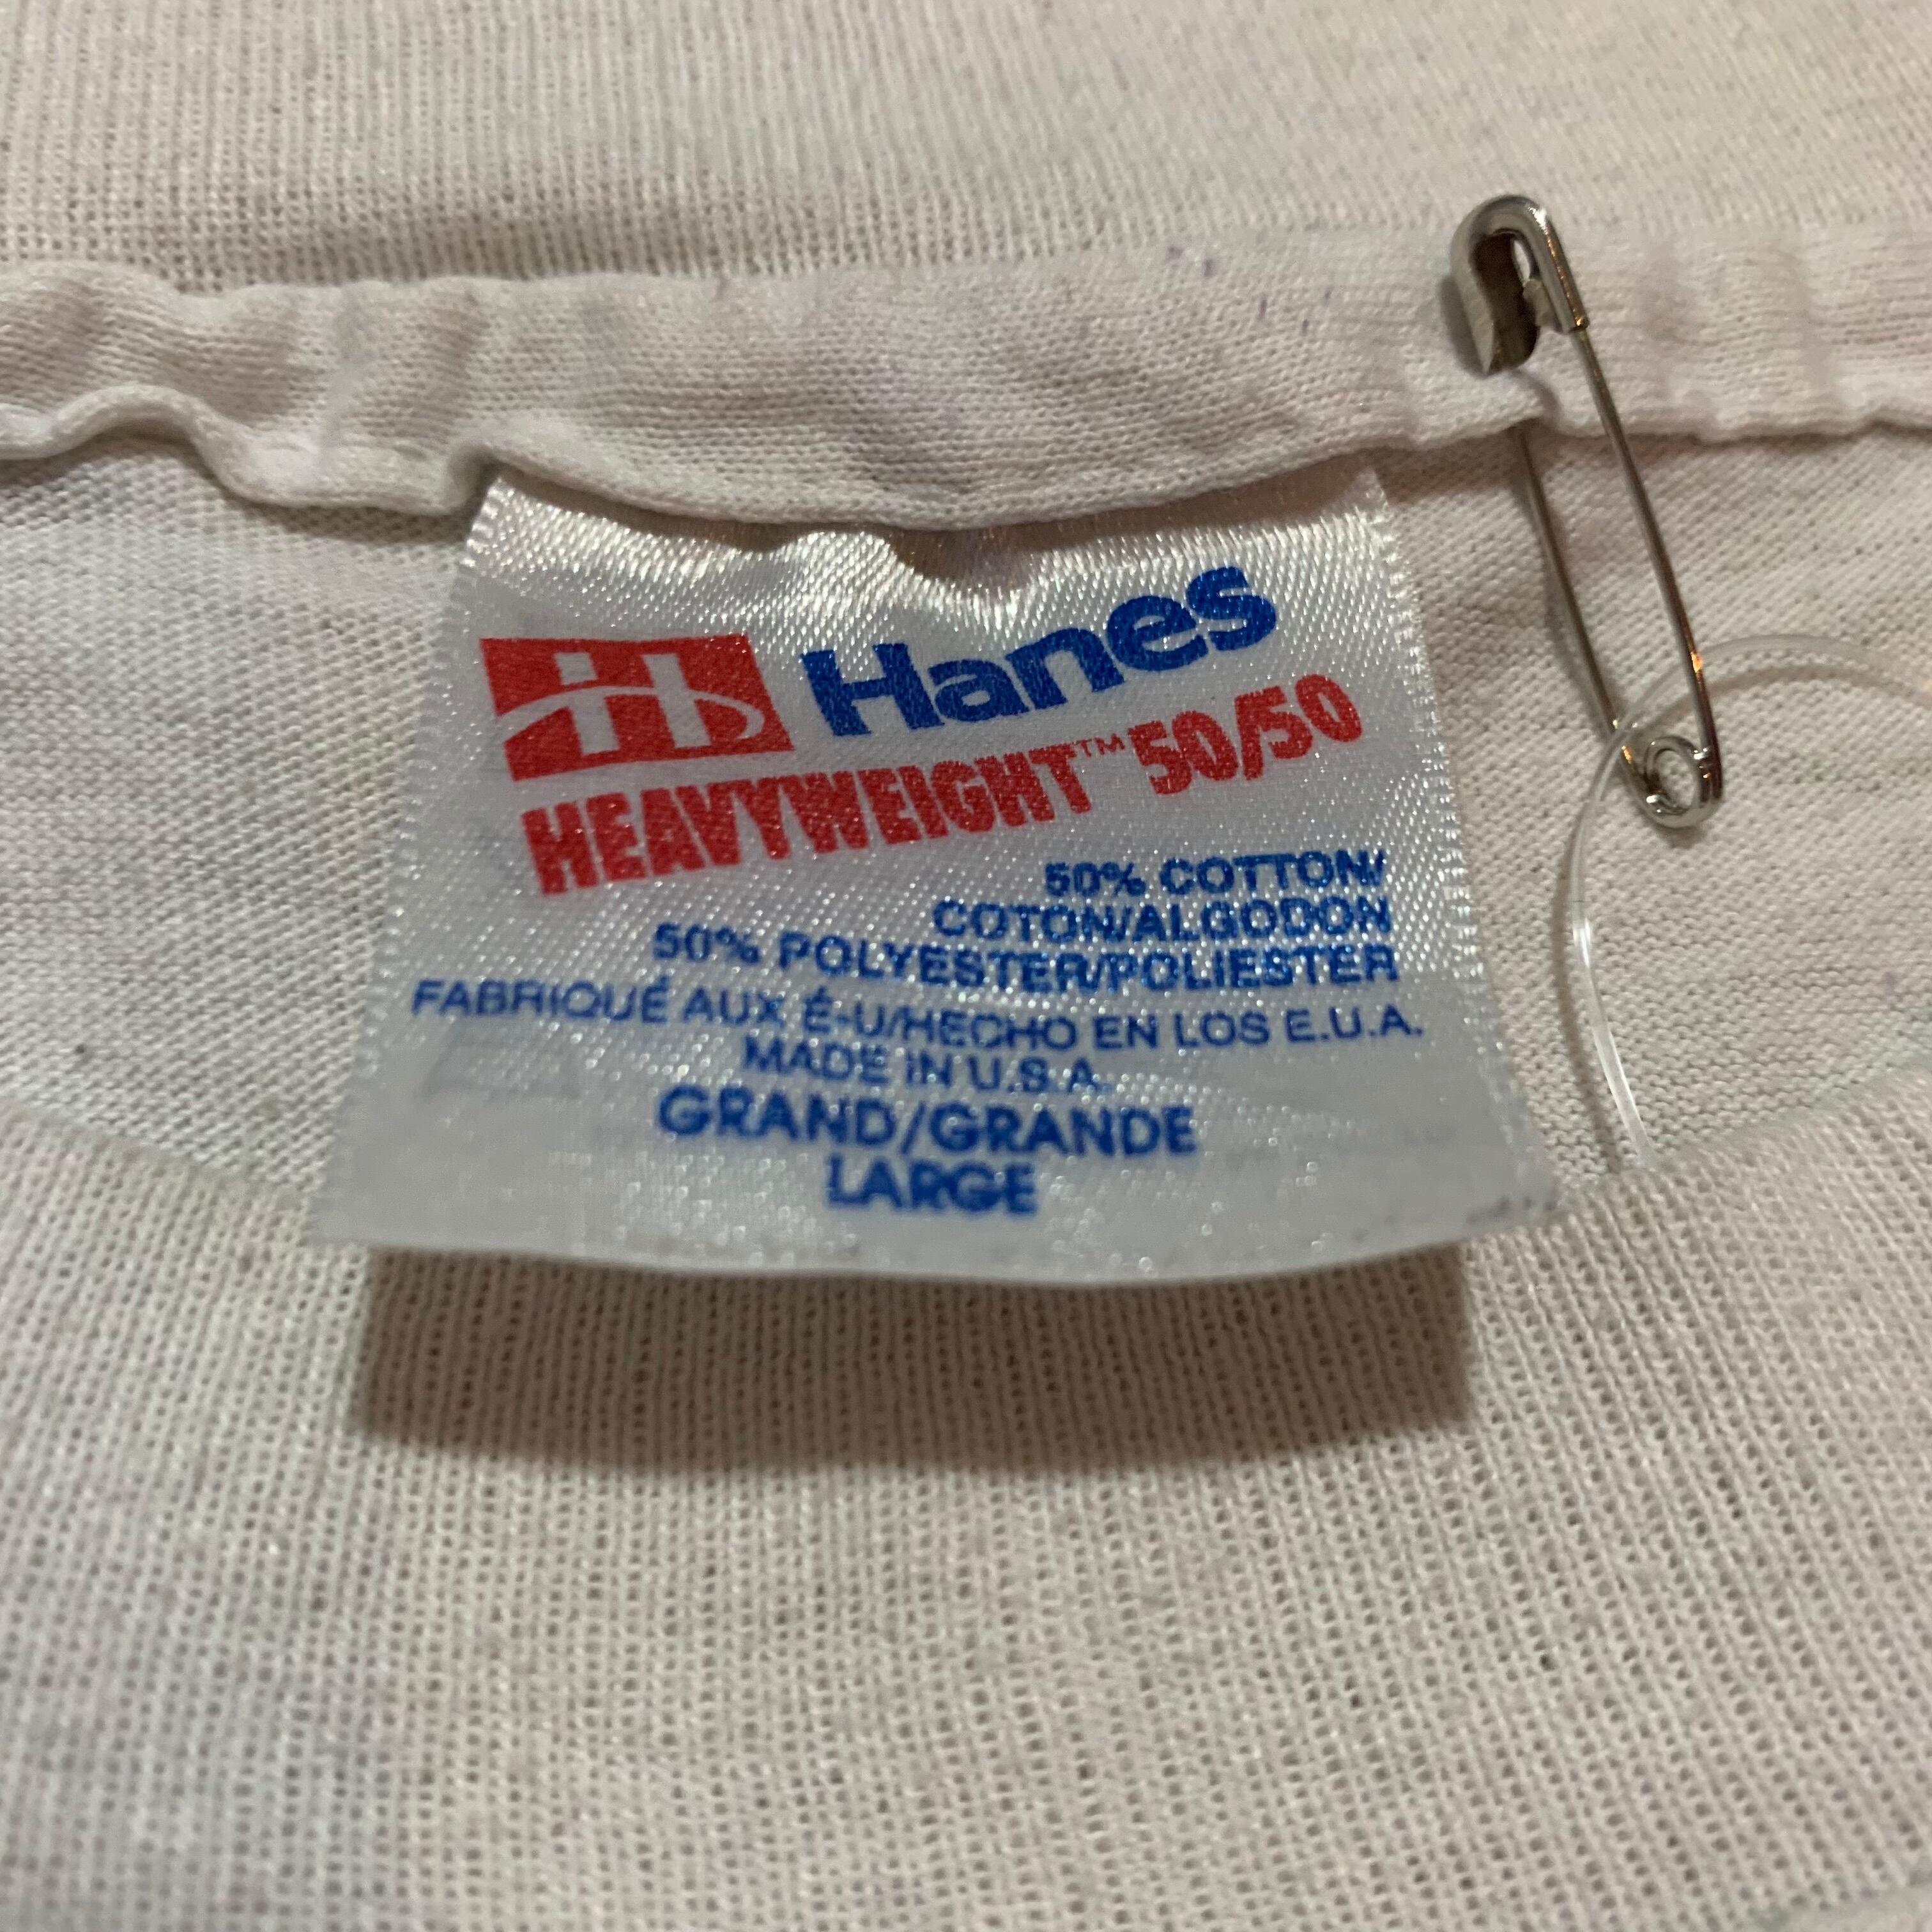 Hanes
HEAVYWEIGHT™ 50/50
50% COTTON/
COTON/ALGODON
50% POLYESTER/POLIESTER
FABRIQUÉ AUX É-U/HECHO EN LOS E.U.A.
MADE IN U.S.A.
GRAND/GRANDE
LARGE